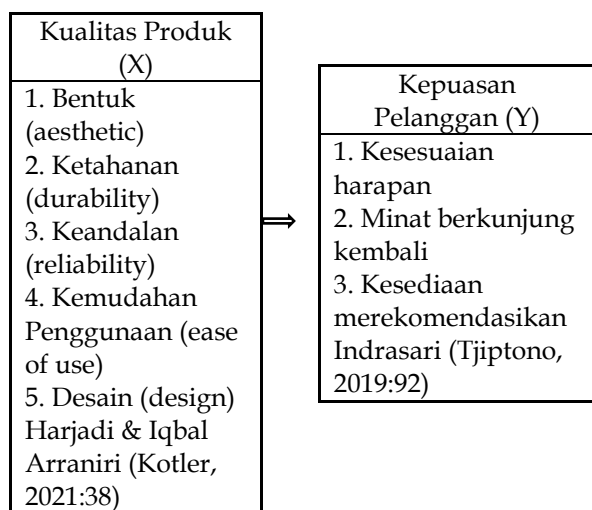 Kualitas Produk
(X)
1. Bentuk
(aesthetic)
2. Ketahanan
(durability)
3. Keandalan
(reliability)
4. Kemudahan
Penggunaan (ease
of use)
5. Desain (design)
Harjadi & Iqbal
Arraniri (Kotler,
2021:38)
Kepuasan
Pelanggan (Y)
1. Kesesuaian
harapan
2. Minat berkunjung
kembali
3. Kesediaan
merekomendasikan
Indrasari (Tjiptono,
2019:92)